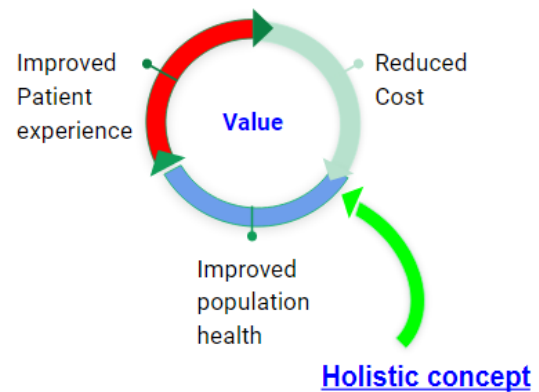 Improved
Patient
experience
Value
Reduced
Cost
Improved
population
health
Holistic concept